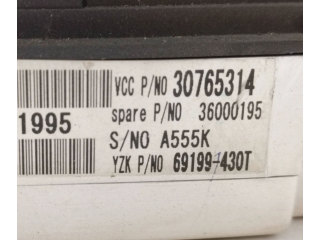 VCC P/NO 30765314
spare P/NO 36000195
1995
S/NO A555K
YZK P/NO 69199-430T